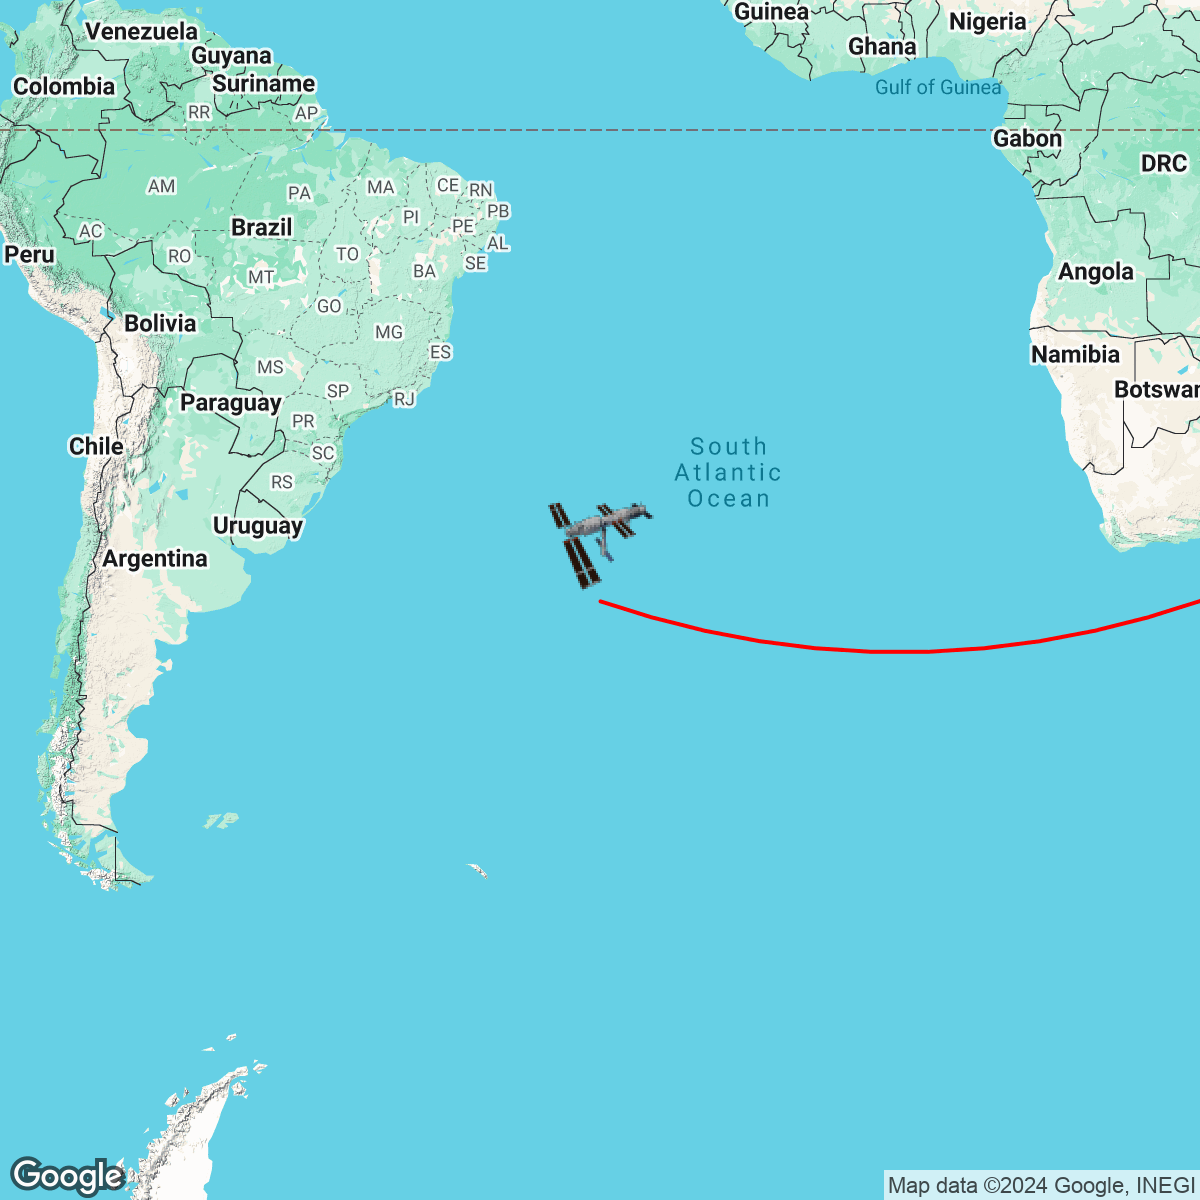 Guinea
Nigeria
Venezuela
Ghana
Guyana
Colombia
Suriname
Gulf of Guinea
RR
AP
Gabon
DRC
AM
PA
MA
CE
RN
PI
PB
PE
AC
Brazil
AL
Peru
RO
TO
SE
MT
BA
Angola
GO
Bolivia
MG
ES
Namibia
MS
SP
Botswar
Paraguay
RJ
PR
Chile
SC
South
Atlantic
Ocean
RS
Uruguay
Argentina
Google
Map data ©2024 Google, INEGI